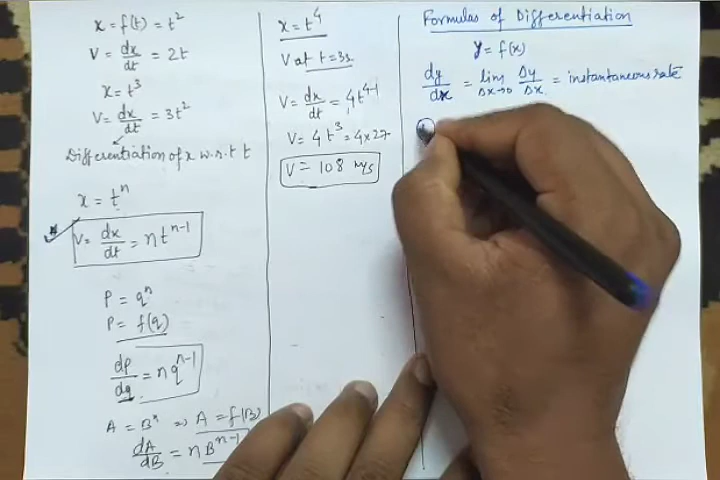 x = f(t) = t²
V = dx/dt = 2t
x = t³
V = dx/dt = 3t²
Differentiation of x w.r.t t
x = tⁿ
V = dx/dt = n tⁿ⁻¹
P = qⁿ
P = f(q)
dp/dq = n qⁿ⁻¹
A = Bⁿ ⇒ A = f(B)
dA/dB = n Bⁿ⁻¹
x = t⁴
V at t = 3s
V = dx/dt = 4t⁴⁻¹
V = 4t³ = 4×27
V = 108 m/s
Formulas of Differentiation
y = f(x)
dy/dx = lim Δx→0 Δy/Δx = instantaneous rate